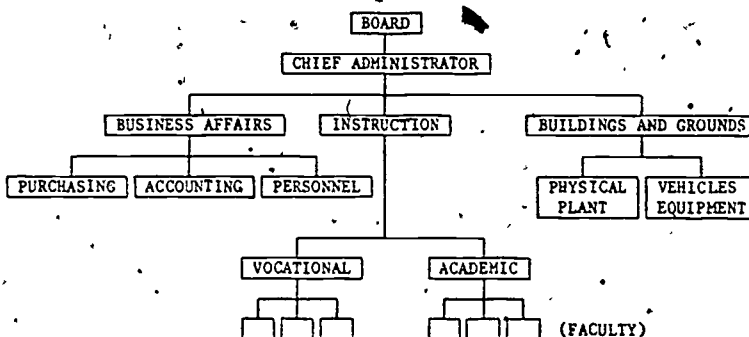 BOARD
CHIEF ADMINISTRATOR
BUSINESS AFFAIRS
INSTRUCTION
BUILDINGS AND GROUNDS
PURCHASING
ACCOUNTING
PERSONNEL
PHYSICAL
PLANT
VEHICLES
EQUIPMENT
VOCATIONAL
ACADEMIC
(FACULTY)